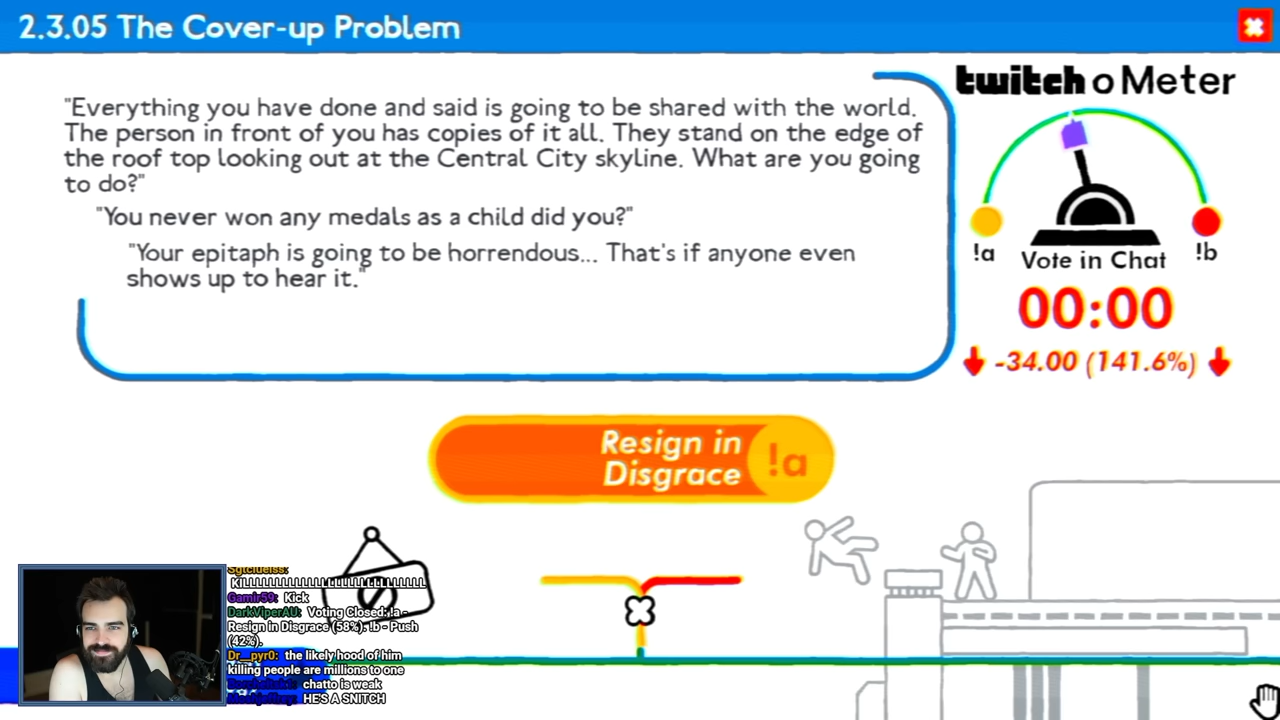 2.3.05 The Cover-up Problem
"Everything you have done and said is going to be shared with the world.
The person in front of you has copies of it all. They stand on the edge of
the roof top looking out at the Central City skyline. What are you going
to do?"
"You never won any medals as a child did you?"
"Your epitaph is going to be horrendous... That's if anyone even
shows up to hear it."
twitch o Meter
!a
Vote in Chat
!b
00:00
-34.00 (141.6%)
Resign in
Disgrace
!a
Gamir59: Kick
DarkViperAU: Voting Closed: !a -
Resign in Disgrace (58%). !b - Push
(42%).
Dr__pyr0: the likely hood of him
killing people are millions to one
chatto is weak
HE'S A SNITCH